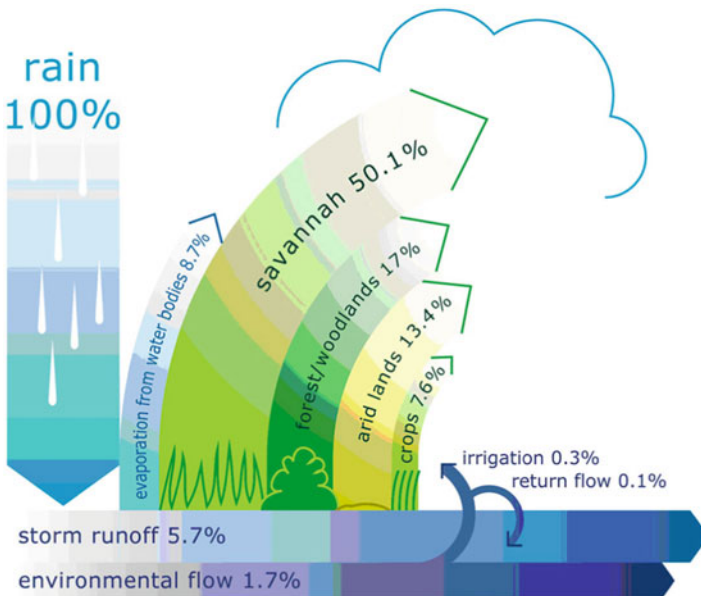 rain
100%
evaporation from water bodies 8.7%
savannah 50.1%
forest/woodlands 17%
arid lands 13.4%
crops 7.6%
irrigation 0.3%
return flow 0.1%
storm runoff 5.7%
environmental flow 1.7%